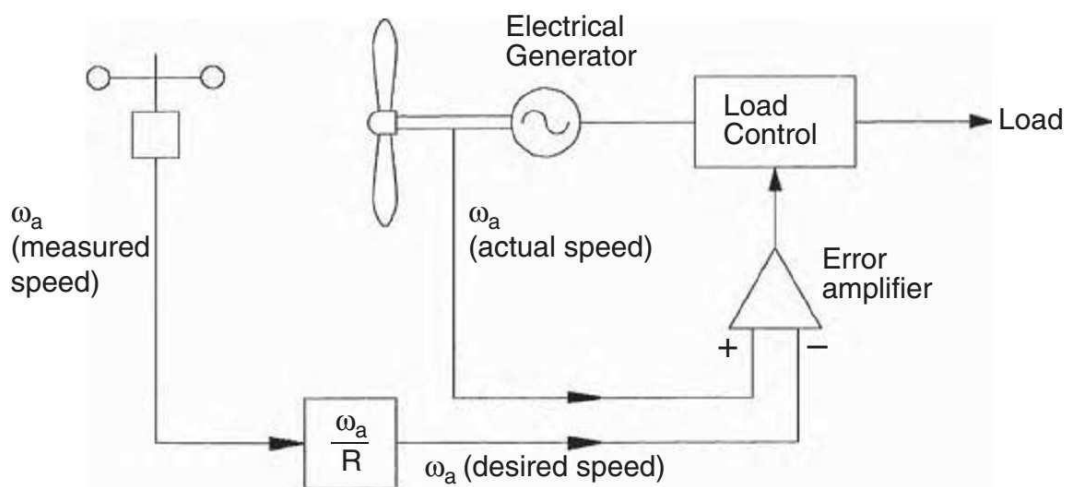 Electrical
Generator
Load
Control
Load
ωₐ
(measured
speed)
ωₐ
(actual speed)
Error
amplifier
+
−
ωₐ
R
ωₐ (desired speed)